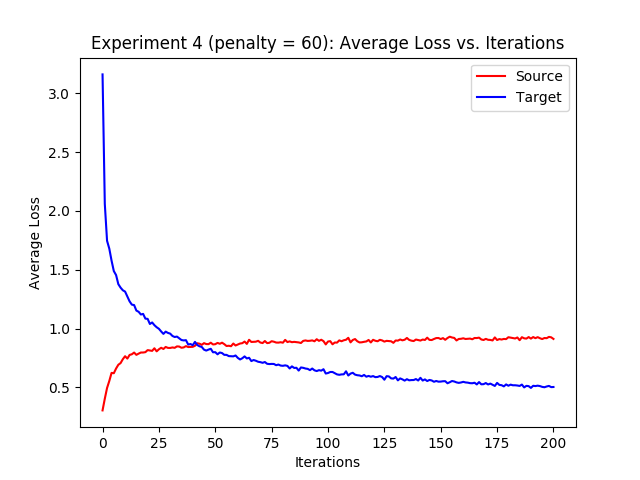 Experiment 4 (penalty = 60): Average Loss vs. Iterations
Source
Target
Average Loss
3.0
2.5
2.0
1.5
1.0
0.5
0 25 50 75 100 125 150 175 200
Iterations